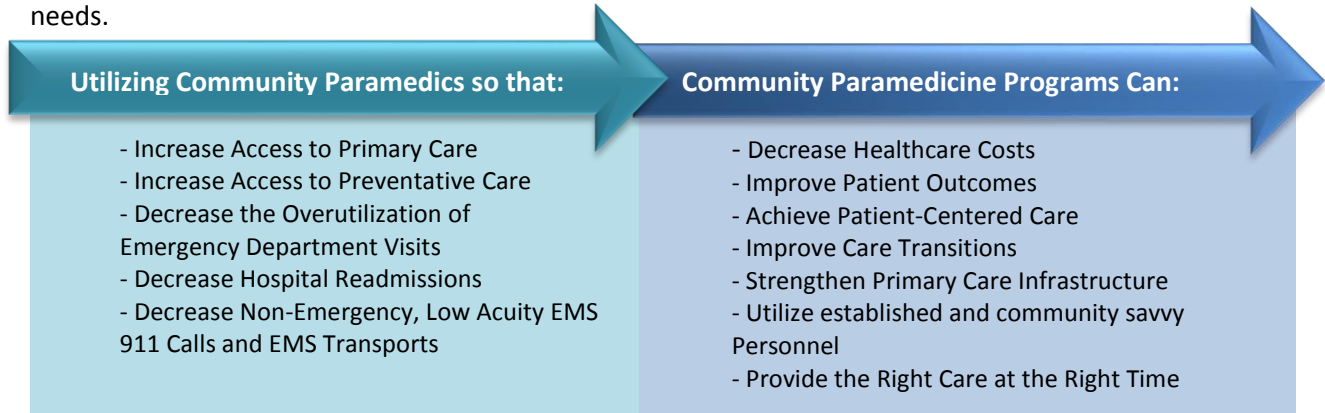 needs.
Utilizing Community Paramedics so that:
- Increase Access to Primary Care
- Increase Access to Preventative Care
- Decrease the Overutilization of
Emergency Department Visits
- Decrease Hospital Readmissions
- Decrease Non-Emergency, Low Acuity EMS
911 Calls and EMS Transports
Community Paramedicine Programs Can:
- Decrease Healthcare Costs
- Improve Patient Outcomes
- Achieve Patient-Centered Care
- Improve Care Transitions
- Strengthen Primary Care Infrastructure
- Utilize established and community savvy
Personnel
- Provide the Right Care at the Right Time